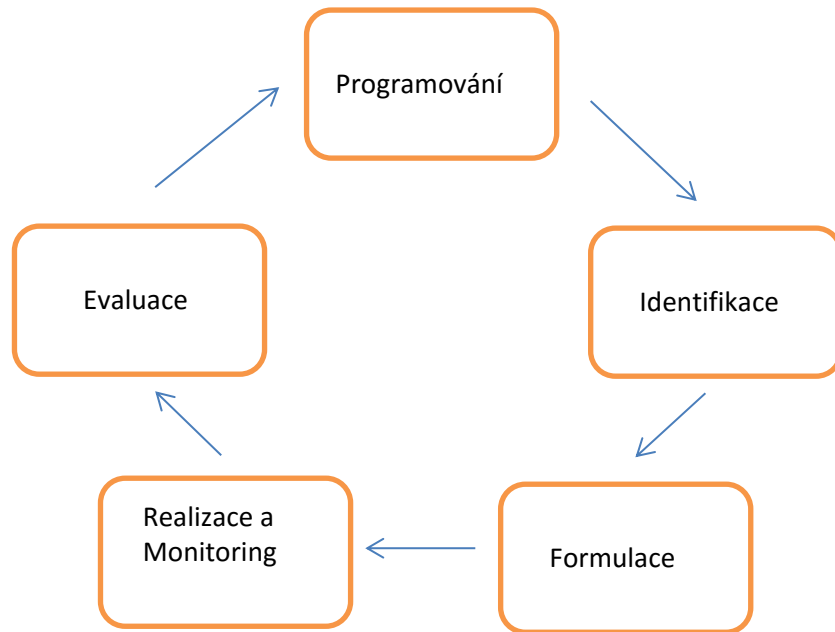 Programování
Identifikace
Formulace
Realizace a
Monitoring
Evaluace